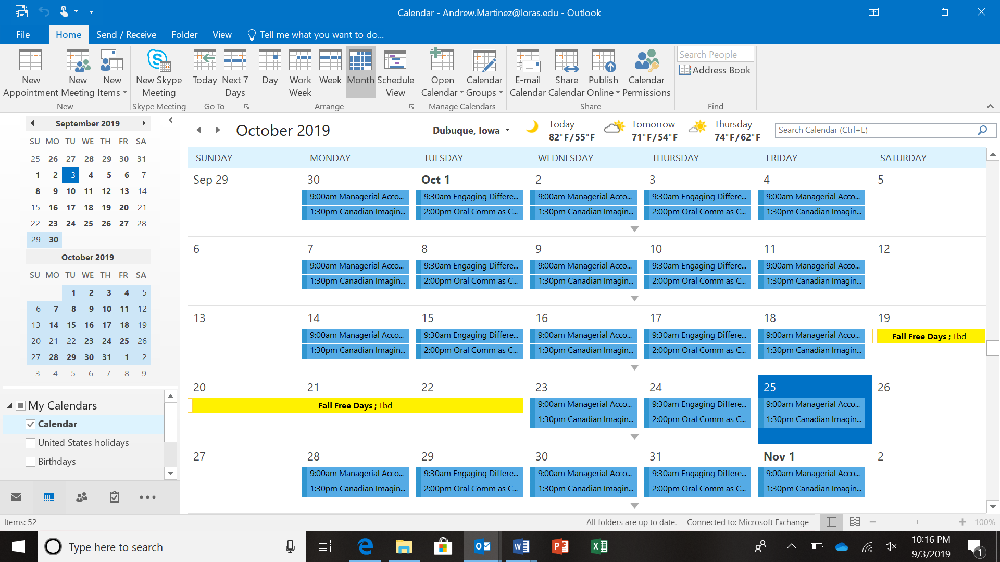 Calendar - Andrew.Martinez@loras.edu - Outlook
File Home Send / Receive Folder View Tell me what you want to do...
New Appointment
New Meeting
New Items
New
New Skype Meeting
Skype Meeting
Today
Next 7 Days
Go To
Day
Work Week
Week
Month
Schedule View
Arrange
Open Calendar
Calendar Groups
Manage Calendars
E-mail Calendar
Share Calendar
Publish Online
Calendar Permissions
Share
Search People
Address Book
Find
September 2019
SU MO TU WE TH FR SA
25 26 27 28 29 30 31
1 2 3 4 5 6 7
8 9 10 11 12 13 14
15 16 17 18 19 20 21
22 23 24 25 26 27 28
29 30
October 2019
SU MO TU WE TH FR SA
1 2 3 4 5
6 7 8 9 10 11 12
13 14 15 16 17 18 19
20 21 22 23 24 25 26
27 28 29 30 31 1 2
3 4 5 6 7 8 9
My Calendars
Calendar
United States holidays
Birthdays
October 2019
Dubuque, Iowa
Today
82°F/55°F
Tomorrow
71°F/54°F
Thursday
74°F/62°F
Search Calendar (Ctrl+E)
SUNDAY MONDAY TUESDAY WEDNESDAY THURSDAY FRIDAY SATURDAY
Sep 29 30 Oct 1 2 3 4 5
9:00am Managerial Acco... 9:30am Engaging Differe... 9:00am Managerial Acco... 9:30am Engaging Differe... 9:00am Managerial Acco...
1:30pm Canadian Imagin... 2:00pm Oral Comm as C... 1:30pm Canadian Imagin... 2:00pm Oral Comm as C... 1:30pm Canadian Imagin...
6 7 8 9 10 11 12
9:00am Managerial Acco... 9:30am Engaging Differe... 9:00am Managerial Acco... 9:30am Engaging Differe... 9:00am Managerial Acco...
1:30pm Canadian Imagin... 2:00pm Oral Comm as C... 1:30pm Canadian Imagin... 2:00pm Oral Comm as C... 1:30pm Canadian Imagin...
13 14 15 16 17 18 19
9:00am Managerial Acco... 9:30am Engaging Differe... 9:00am Managerial Acco... 9:30am Engaging Differe... 9:00am Managerial Acco... Fall Free Days ; Tbd
1:30pm Canadian Imagin... 2:00pm Oral Comm as C... 1:30pm Canadian Imagin... 2:00pm Oral Comm as C... 1:30pm Canadian Imagin...
20 21 22 23 24 25 26
Fall Free Days ; Tbd 9:00am Managerial Acco... 9:30am Engaging Differe... 9:00am Managerial Acco...
1:30pm Canadian Imagin... 2:00pm Oral Comm as C... 1:30pm Canadian Imagin...
27 28 29 30 31 Nov 1 2
9:00am Managerial Acco... 9:30am Engaging Differe... 9:00am Managerial Acco... 9:30am Engaging Differe... 9:00am Managerial Acco...
1:30pm Canadian Imagin... 2:00pm Oral Comm as C... 1:30pm Canadian Imagin... 2:00pm Oral Comm as C... 1:30pm Canadian Imagin...
Items: 52 All folders are up to date. Connected to: Microsoft Exchange 100%
Type here to search
10:16 PM
9/3/2019
1